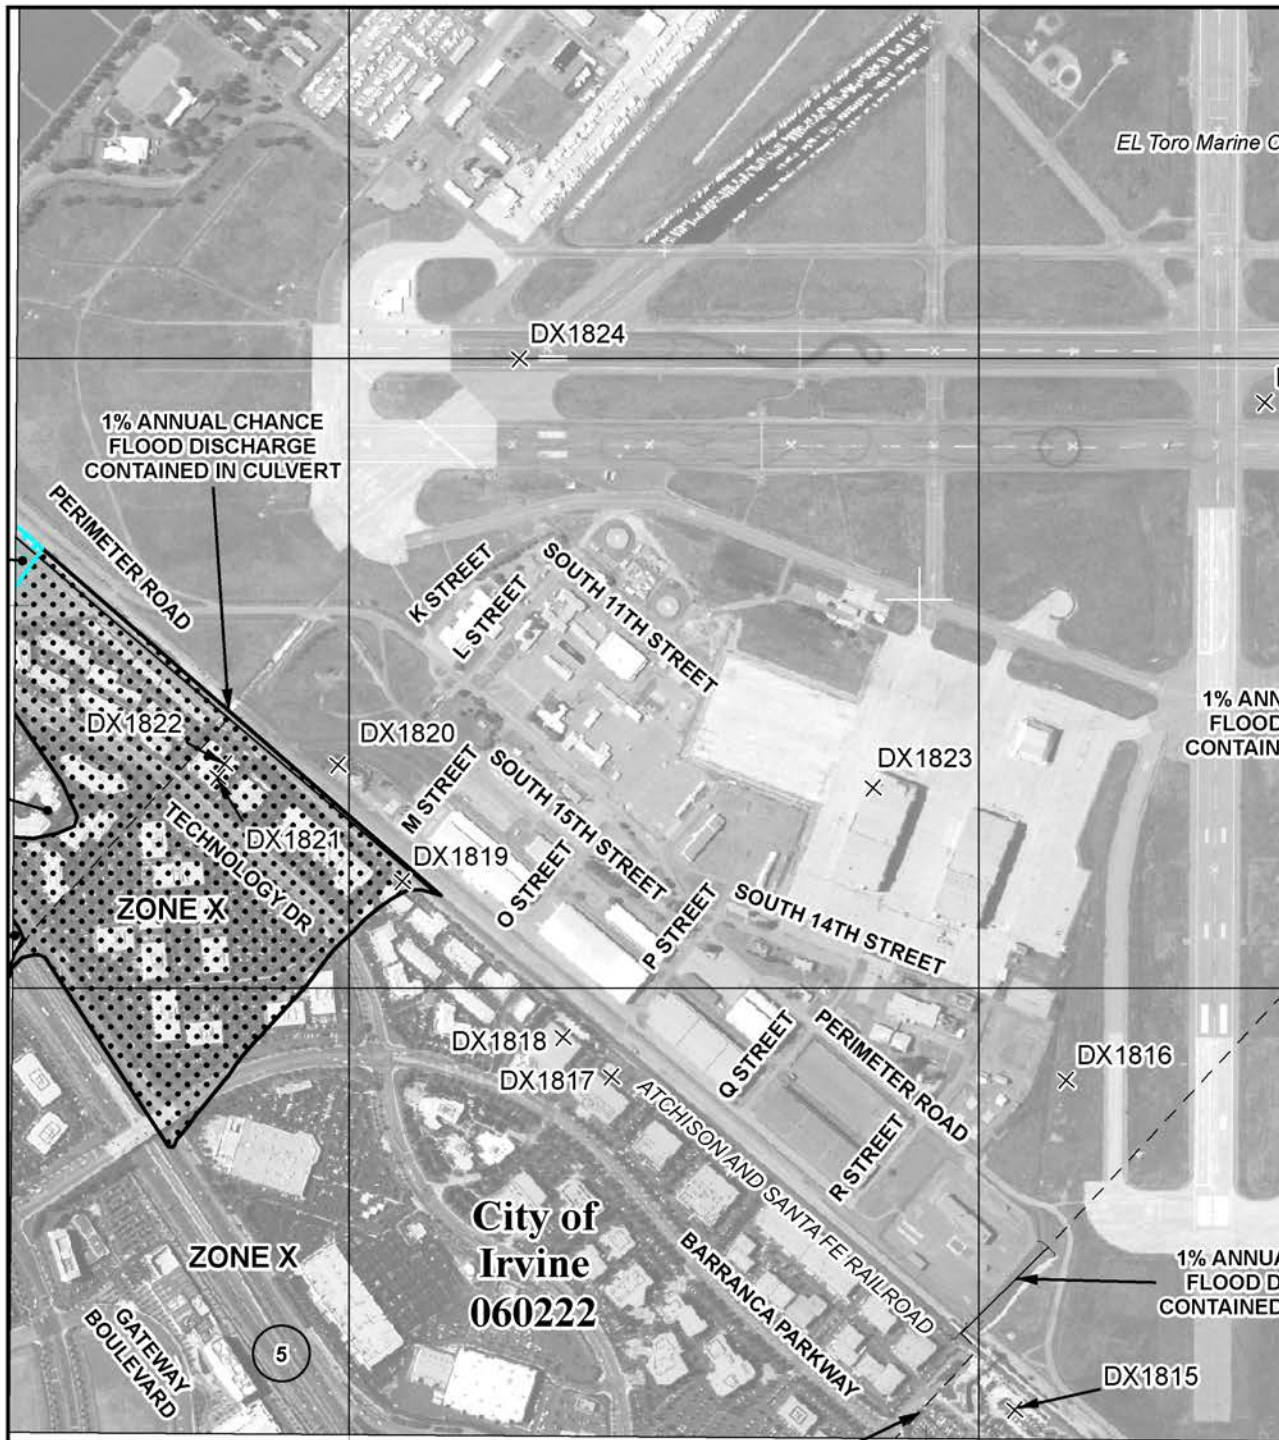 EL Toro Marine C
DX1824
1% ANNUAL CHANCE
FLOOD DISCHARGE
CONTAINED IN CULVERT
PERIMETER ROAD
K STREET
L STREET
SOUTH 11TH STREET
1% ANN
FLOOD
CONTAIN
DX1822
DX1820
DX1823
M STREET
SOUTH 15TH STREET
DX1821
TECHNOLOGY DR
DX1819
O STREET
ZONE X
P STREET
SOUTH 14TH STREET
DX1818
DX1817
Q STREET
PERIMETER ROAD
DX1816
ATCHISON AND SANTA FE RAILROAD
R STREET
City of
Irvine
060222
ZONE X
BARRANCA PARKWAY
1% ANNUA
FLOOD D
CONTAINED
GATEWAY
BOULEVARD
5
DX1815